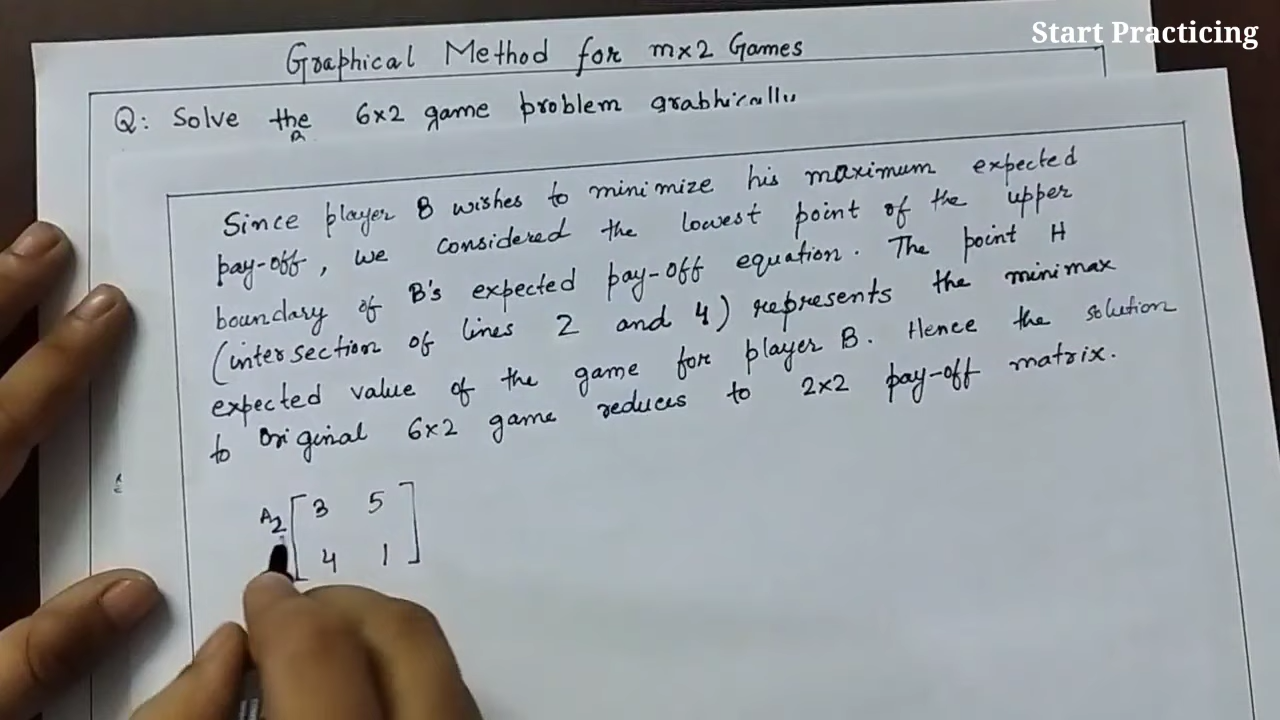 Start Practicing
Graphical Method for m×2 Games
Q: Solve the 6×2 game problem graphically
Since player B wishes to minimize his maximum expected
pay-off, we considered the lowest point of the upper
boundary of B's expected pay-off equation. The point H
(intersection of lines 2 and 4) represents the minimax
expected value of the game for player B. Hence the solution
to original 6×2 game reduces to 2×2 pay-off matrix.
A2 [ 3 5 ]
[ 4 1 ]